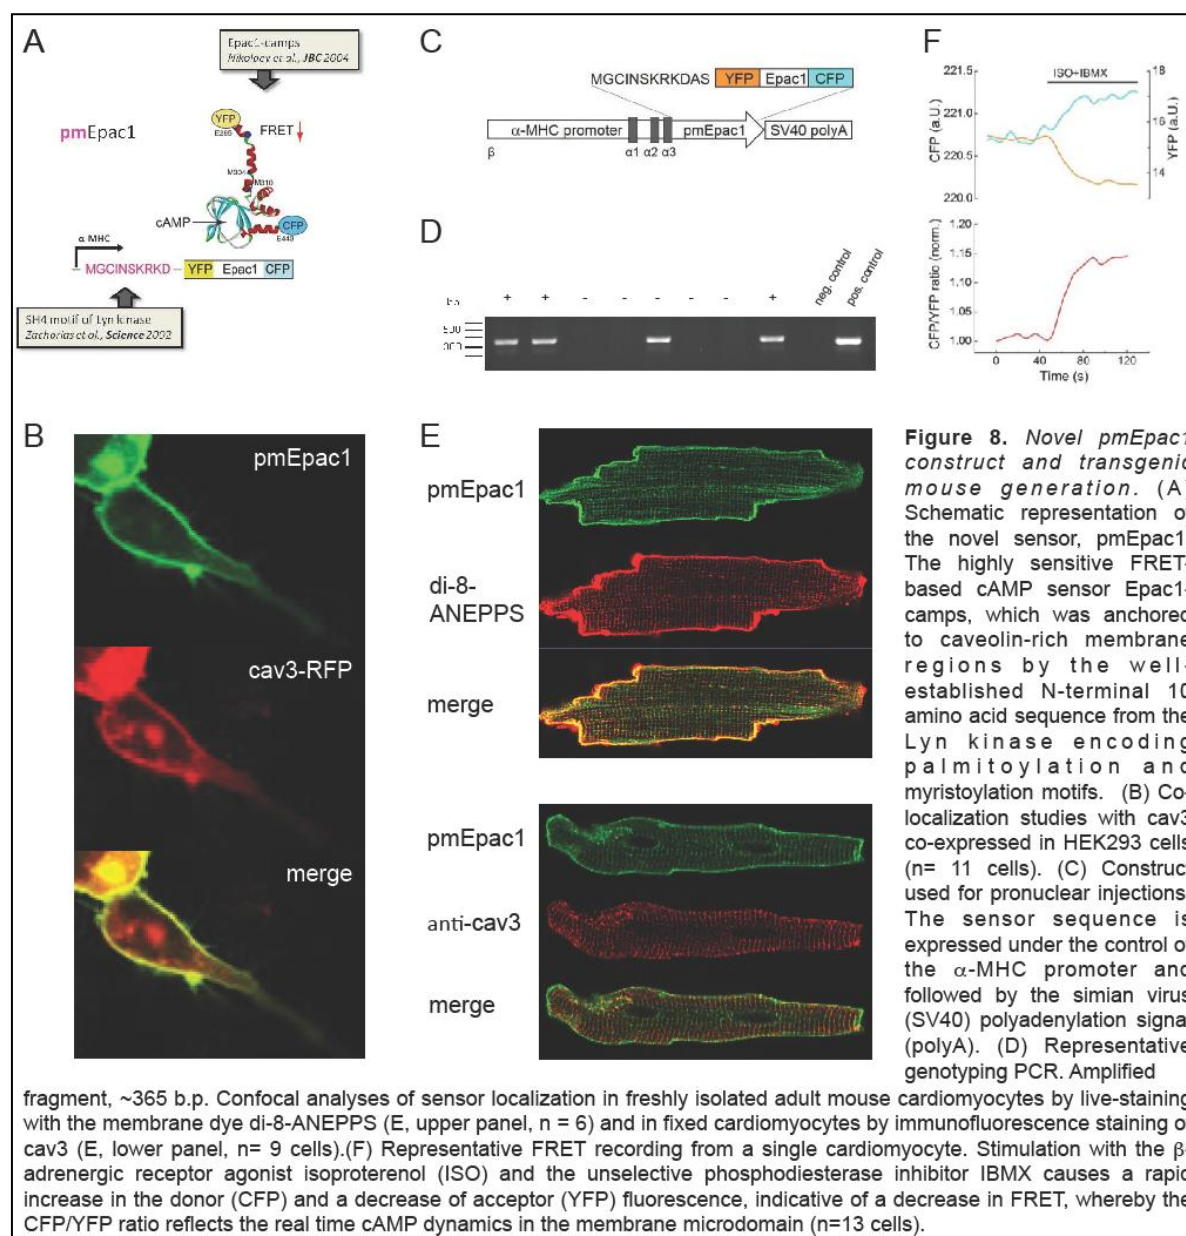 A
Epac1-camps
Nikolaev et al., JBC 2004
pmEpac1
YFP
E285
FRET
M304
M310
cAMP
CFP
E443
α MHC
MGCINSKRKD
YFP Epac1 CFP
SH4 motif of Lyn kinase
Zacharias et al., Science 2002
C
MGCINSKRKDAS YFP Epac1 CFP
α-MHC promoter pmEpac1 SV40 polyA
β α1 α2 α3
D
+ + - - - - - + neg. control pos. control
500
300
F
ISO+IBMX
221.5 18
221.0
16
220.5
14
220.0
CFP (a.U.)
YFP (a.U.)
1.15
1.10
1.05
1.00
CFP/YFP ratio (norm.)
0 40 80 120
Time (s)
B
pmEpac1
cav3-RFP
merge
E
pmEpac1
di-8-
ANEPPS
merge
pmEpac1
anti-cav3
merge
Figure 8. Novel pmEpac1
construct and transgenic
mouse generation. (A)
Schematic representation of
the novel sensor, pmEpac1.
The highly sensitive FRET-
based cAMP sensor Epac1-
camps, which was anchored
to caveolin-rich membrane
regions by the well-
established N-terminal 10
amino acid sequence from the
Lyn kinase encoding
palmitoylation and
myristoylation motifs. (B) Co-
localization studies with cav3
co-expressed in HEK293 cells
(n= 11 cells). (C) Construct
used for pronuclear injections.
The sensor sequence is
expressed under the control of
the α-MHC promoter and
followed by the simian virus
(SV40) polyadenylation signal
(polyA). (D) Representative
genotyping PCR. Amplified
fragment, ~365 b.p. Confocal analyses of sensor localization in freshly isolated adult mouse cardiomyocytes by live-staining
with the membrane dye di-8-ANEPPS (E, upper panel, n = 6) and in fixed cardiomyocytes by immunofluorescence staining of
cav3 (E, lower panel, n= 9 cells).(F) Representative FRET recording from a single cardiomyocyte. Stimulation with the β-
adrenergic receptor agonist isoproterenol (ISO) and the unselective phosphodiesterase inhibitor IBMX causes a rapid
increase in the donor (CFP) and a decrease of acceptor (YFP) fluorescence, indicative of a decrease in FRET, whereby the
CFP/YFP ratio reflects the real time cAMP dynamics in the membrane microdomain (n=13 cells).